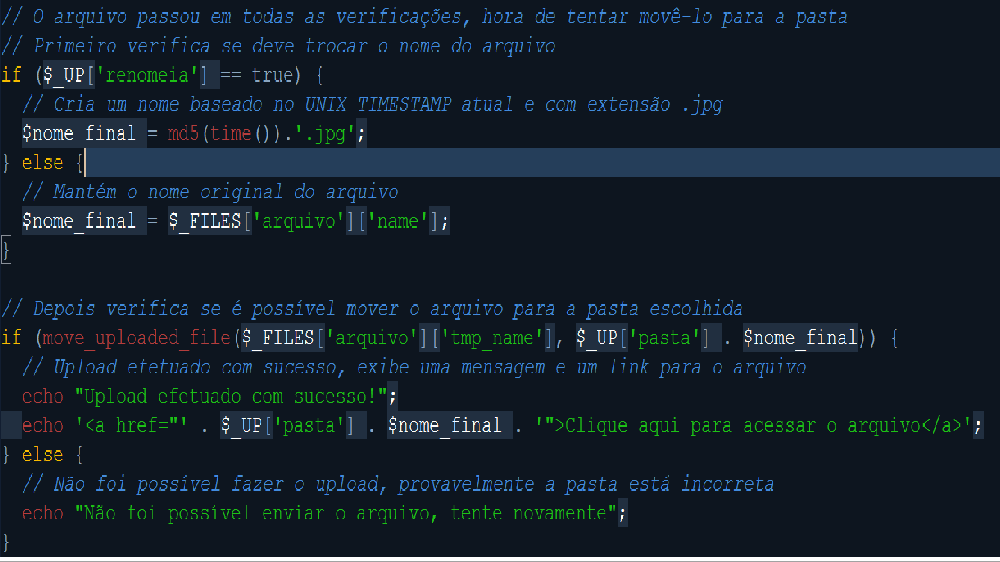 // O arquivo passou em todas as verificações, hora de tentar movê-lo para a pasta
// Primeiro verifica se deve trocar o nome do arquivo
if ($_UP['renomeia'] == true) {
// Cria um nome baseado no UNIX TIMESTAMP atual e com extensão .jpg
$nome_final = md5(time()).'.jpg';
} else {
// Mantém o nome original do arquivo
$nome_final = $_FILES['arquivo']['name'];
}
// Depois verifica se é possível mover o arquivo para a pasta escolhida
if (move_uploaded_file($_FILES['arquivo']['tmp_name'], $_UP['pasta'] . $nome_final)) {
// Upload efetuado com sucesso, exibe uma mensagem e um link para o arquivo
echo "Upload efetuado com sucesso!";
echo '<a href="' . $_UP['pasta'] . $nome_final . '">Clique aqui para acessar o arquivo</a>';
} else {
// Não foi possível fazer o upload, provavelmente a pasta está incorreta
echo "Não foi possível enviar o arquivo, tente novamente";
}